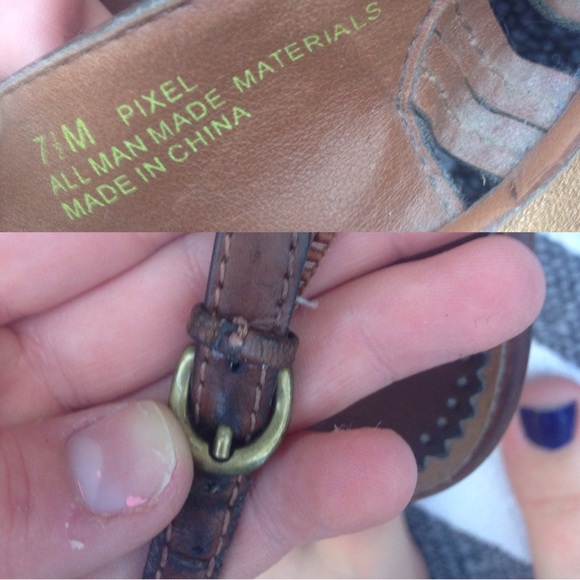 7½M PIXEL
ALL MAN MADE MATERIALS
MADE IN CHINA